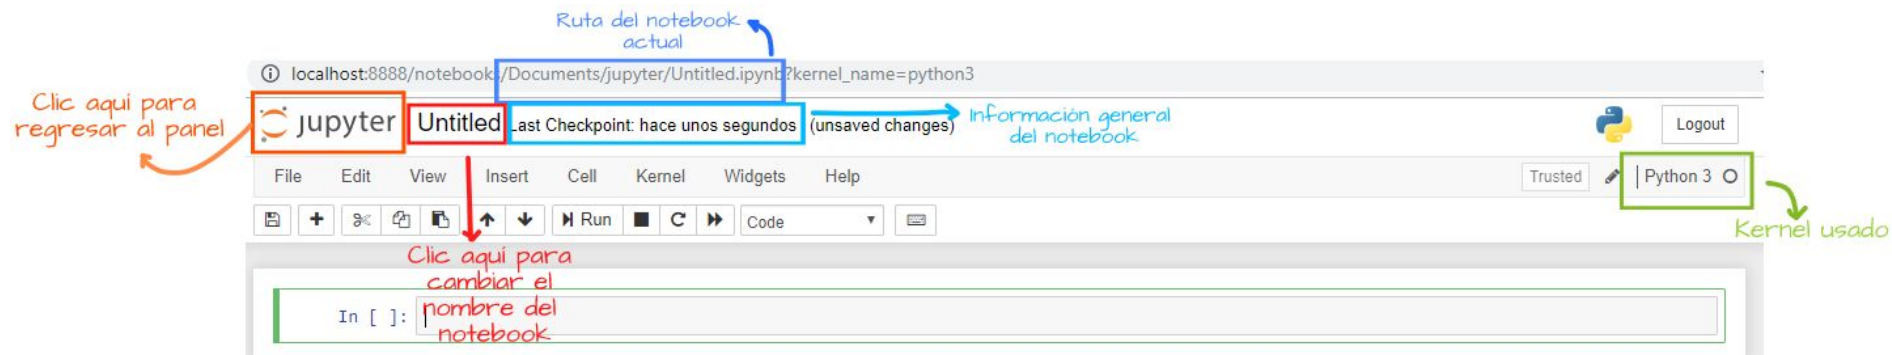 Ruta del notebook
actual
localhost:8888/notebooks/Documents/jupyter/Untitled.ipynb?kernel_name=python3
Clic aquí para
regresar al panel
jupyter Untitled Last Checkpoint: hace unos segundos (unsaved changes)
Información general
del notebook
Logout
File Edit View Insert Cell Kernel Widgets Help
Trusted Python 3
Run Code
Kernel usado
Clic aquí para
cambiar el
nombre del
notebook
In [ ]: